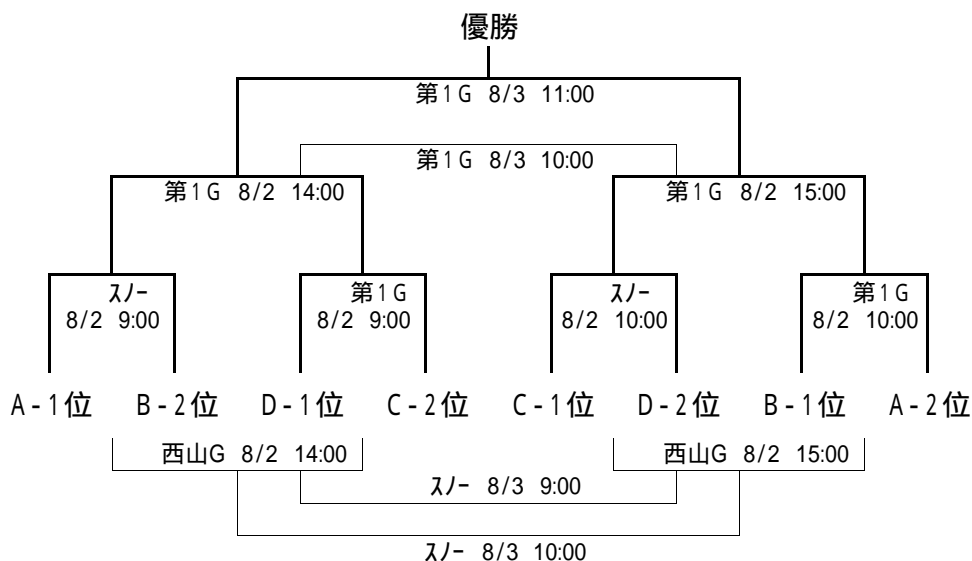 優勝
第1G 8/3 11:00
第1G 8/3 10:00
第1G 8/2 14:00
第1G 8/2 15:00
ｽﾉｰ
8/2 9:00
第1G
8/2 9:00
ｽﾉｰ
8/2 10:00
第1G
8/2 10:00
A-1位 B-2位 D-1位 C-2位 C-1位 D-2位 B-1位 A-2位
西山G 8/2 14:00
西山G 8/2 15:00
ｽﾉｰ 8/3 9:00
ｽﾉｰ 8/3 10:00